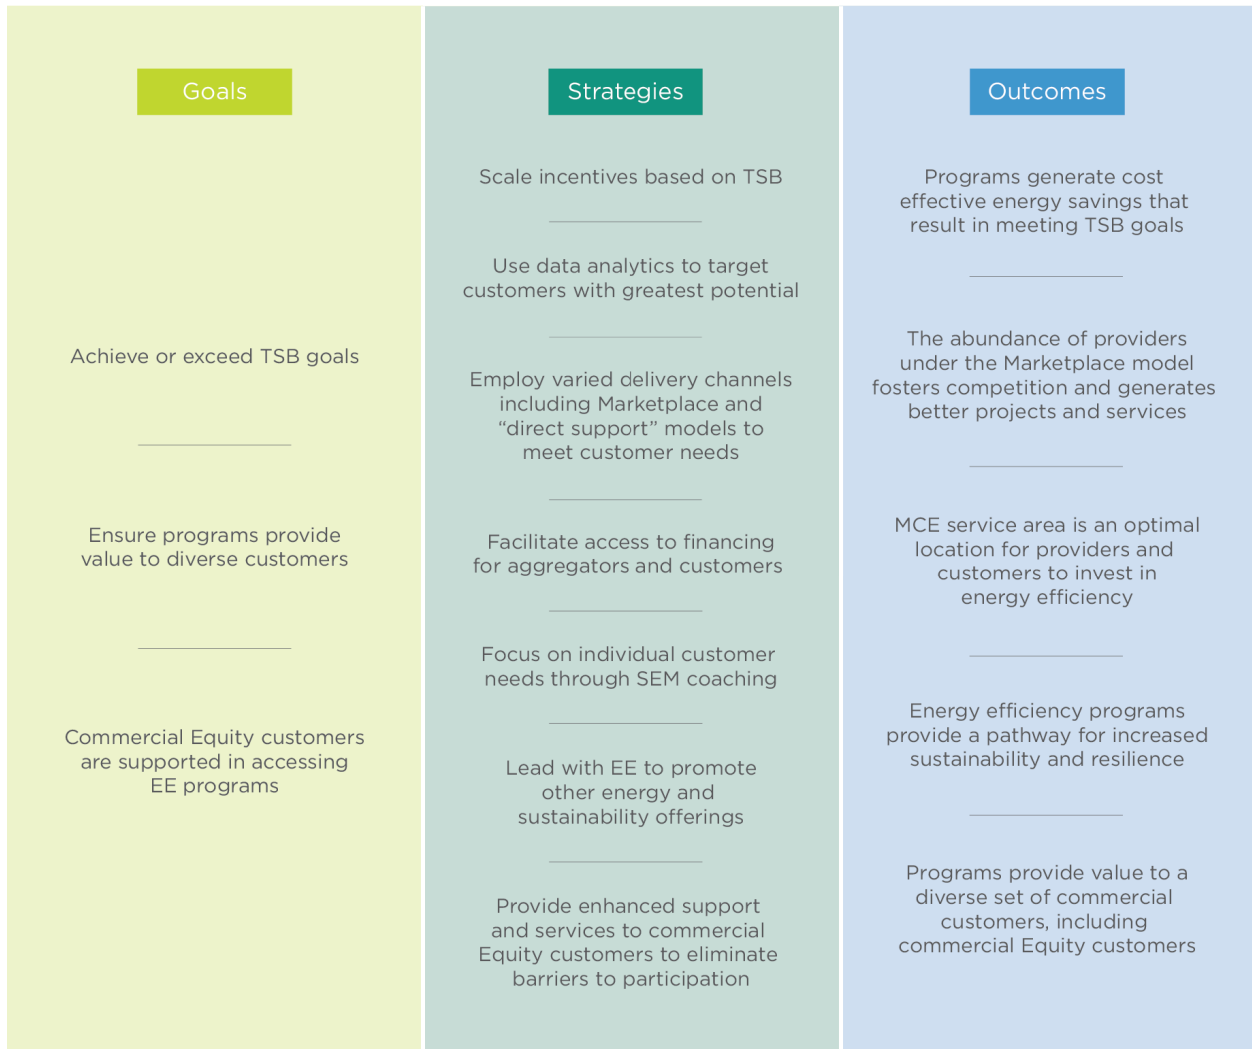 Goals
Achieve or exceed TSB goals
Ensure programs provide
value to diverse customers
Commercial Equity customers
are supported in accessing
EE programs
Strategies
Scale incentives based on TSB
Use data analytics to target
customers with greatest potential
Employ varied delivery channels
including Marketplace and
“direct support” models to
meet customer needs
Facilitate access to financing
for aggregators and customers
Focus on individual customer
needs through SEM coaching
Lead with EE to promote
other energy and
sustainability offerings
Provide enhanced support
and services to commercial
Equity customers to eliminate
barriers to participation
Outcomes
Programs generate cost
effective energy savings that
result in meeting TSB goals
The abundance of providers
under the Marketplace model
fosters competition and generates
better projects and services
MCE service area is an optimal
location for providers and
customers to invest in
energy efficiency
Energy efficiency programs
provide a pathway for increased
sustainability and resilience
Programs provide value to a
diverse set of commercial
customers, including
commercial Equity customers